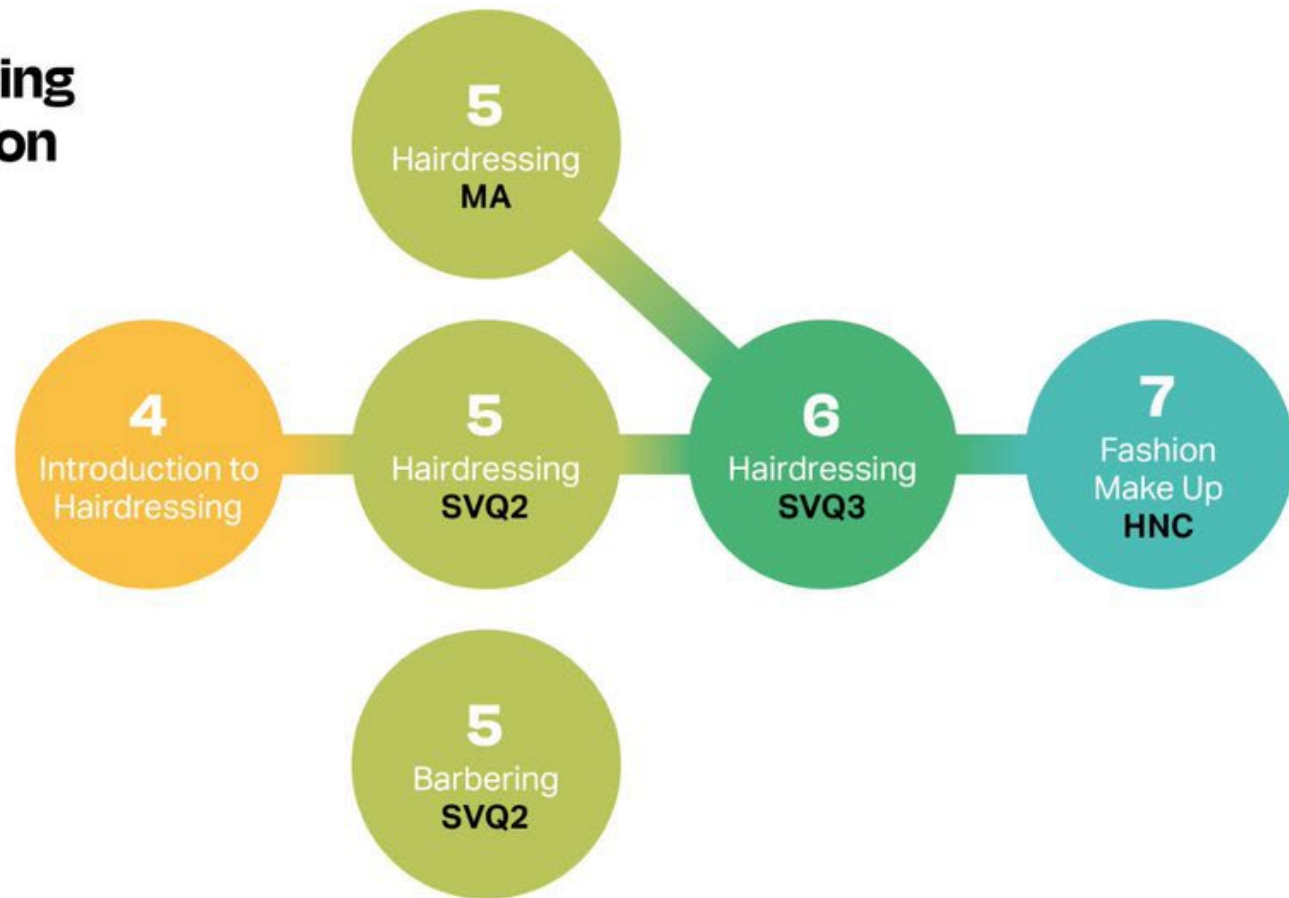 ing
on
5
Hairdressing
MA
4
Introduction to
Hairdressing
5
Hairdressing
SVQ2
6
Hairdressing
SVQ3
7
Fashion
Make Up
HNC
5
Barbering
SVQ2